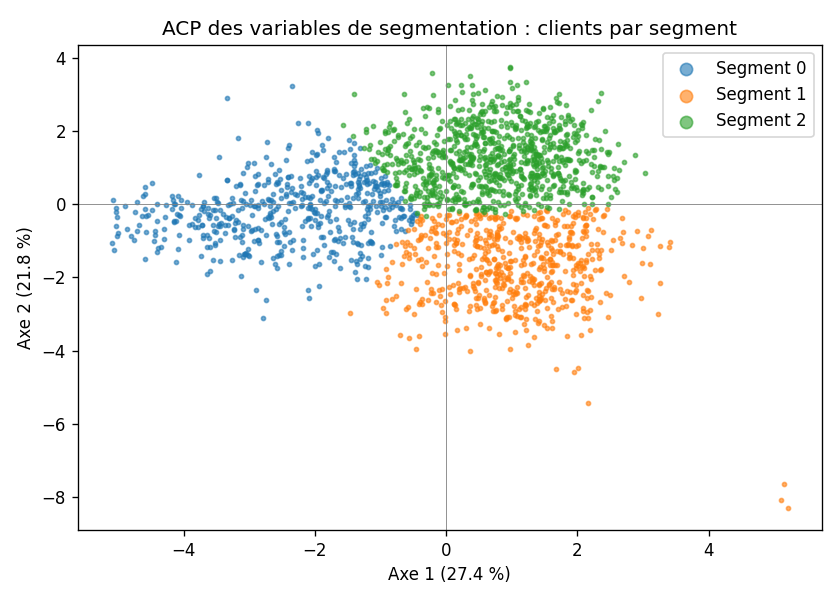 ACP des variables de segmentation : clients par segment
Segment 0
Segment 1
Segment 2
4
2
0
−2
−4
−6
−8
Axe 2 (21.8 %)
−4
−2
0
2
4
Axe 1 (27.4 %)